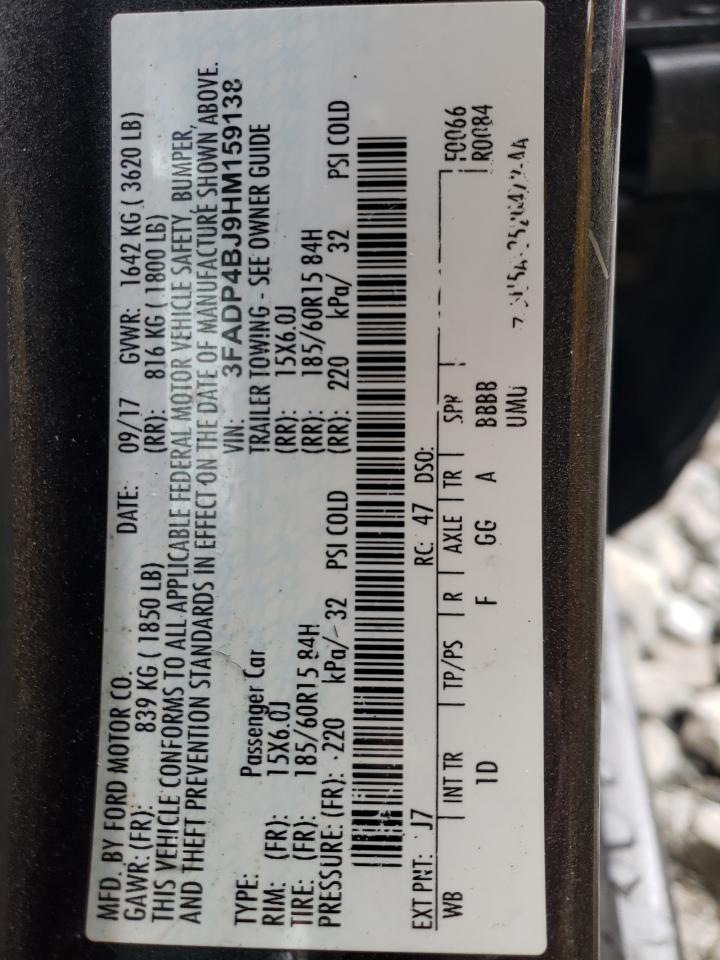 MFD. BY FORD MOTOR CO. DATE: 09/17 GVWR: 1642 KG ( 3620 LB)
GAWR: (FR): 839 KG ( 1850 LB) (RR): 816 KG ( 1800 LB)
THIS VEHICLE CONFORMS TO ALL APPLICABLE FEDERAL MOTOR VEHICLE SAFETY, BUMPER,
AND THEFT PREVENTION STANDARDS IN EFFECT ON THE DATE OF MANUFACTURE SHOWN ABOVE.
VIN: 3FADP4BJ9HM159138
TYPE: Passenger Car TRAILER TOWING - SEE OWNER GUIDE
RIM: (FR): 15X6.0J (RR): 15X6.0J
TIRE: (FR): 185/60R15 84H (RR): 185/60R15 84H
PRESSURE: (FR): 220 kPa/ 32 PSI COLD (RR): 220 kPa/ 32 PSI COLD
EXT PNT: J7 RC: 47 DSO: F0066
WB INT TR TP/PS R AXLE TR SPR R0084
1D F GG A BBBB
UMU